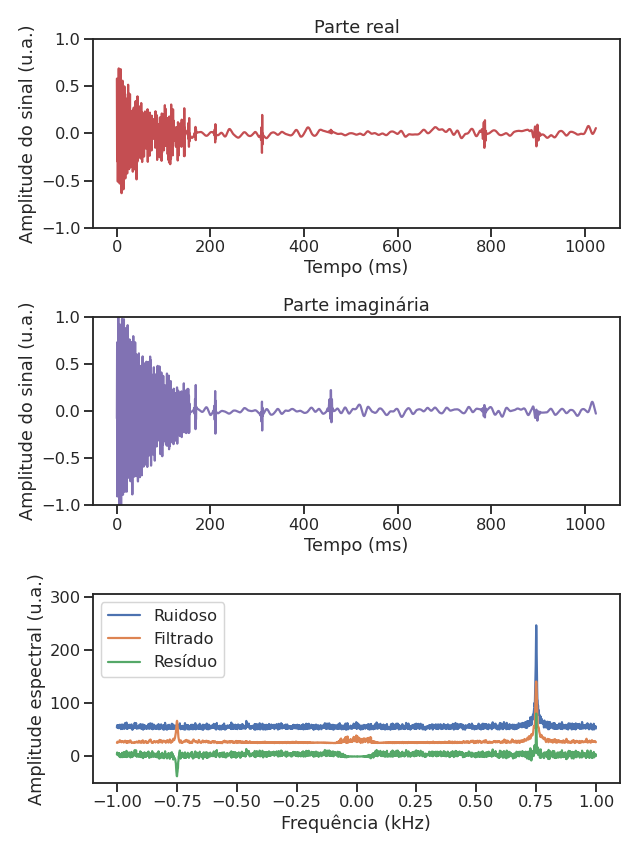 Parte real
Amplitude do sinal (u.a.)
1.0
0.5
0.0
−0.5
−1.0
0 200 400 600 800 1000
Tempo (ms)
Parte imaginária
Amplitude do sinal (u.a.)
1.0
0.5
0.0
−0.5
−1.0
0 200 400 600 800 1000
Tempo (ms)
Amplitude espectral (u.a.)
300
200
100
0
Ruidoso
Filtrado
Resíduo
−1.00 −0.75 −0.50 −0.25 0.00 0.25 0.50 0.75 1.00
Frequência (kHz)